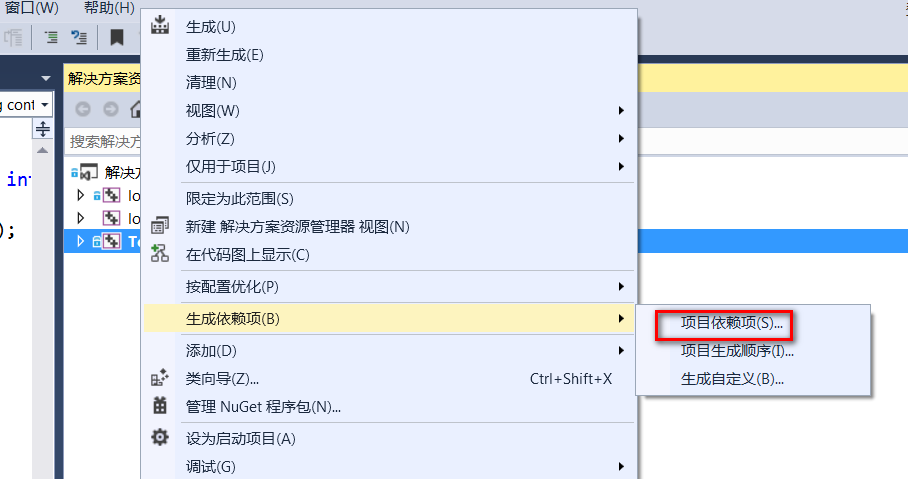 窗口(W) 帮助(H)
生成(U)
重新生成(E)
解决方案资
清理(N)
g cont
视图(W)
搜索解决方
分析(Z)
仅用于项目(J)
解决方
int
lo
限定为此范围(S)
lo
新建 解决方案资源管理器 视图(N)
);
Te
在代码图上显示(C)
按配置优化(P)
生成依赖项(B)
项目依赖项(S)...
添加(D)
项目生成顺序(I)...
类向导(Z)... Ctrl+Shift+X
生成自定义(B)...
管理 NuGet 程序包(N)...
设为启动项目(A)
调试(G)